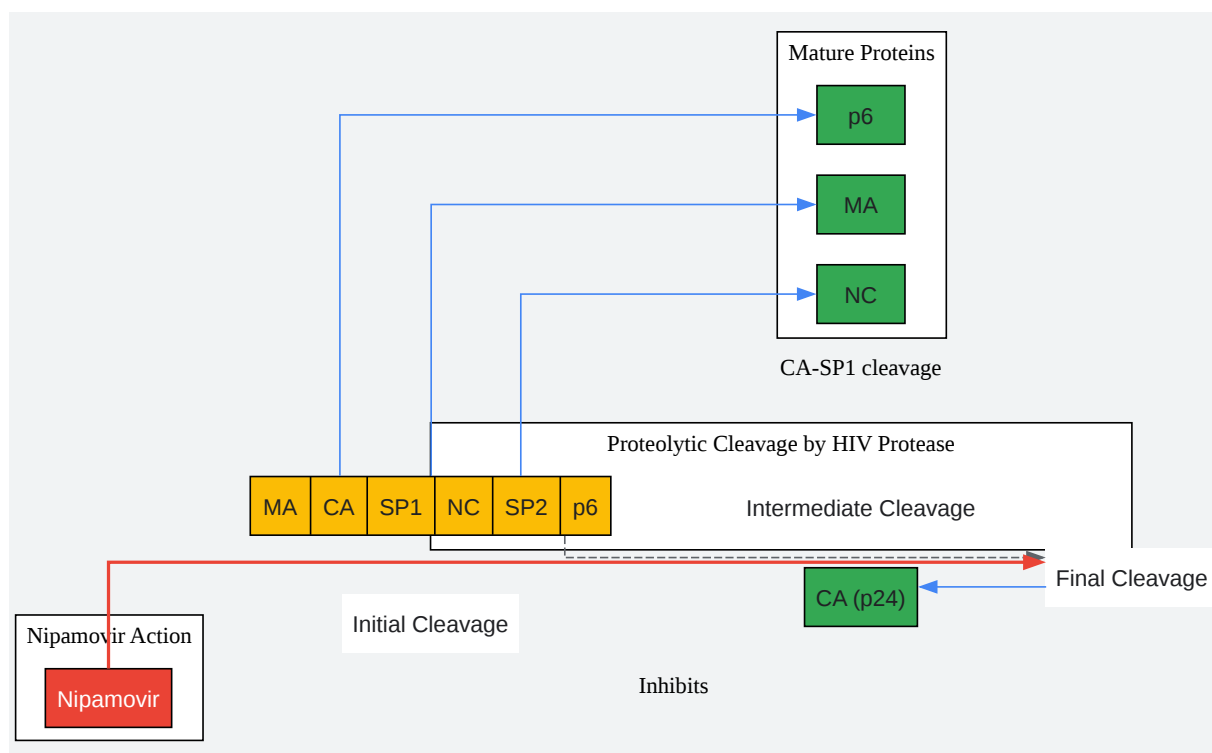 Mature Proteins
p6
MA
NC
CA-SP1 cleavage
Proteolytic Cleavage by HIV Protease
MA CA SP1 NC SP2 p6
Intermediate Cleavage
Final Cleavage
CA (p24)
Initial Cleavage
Nipamovir Action
Nipamovir
Inhibits